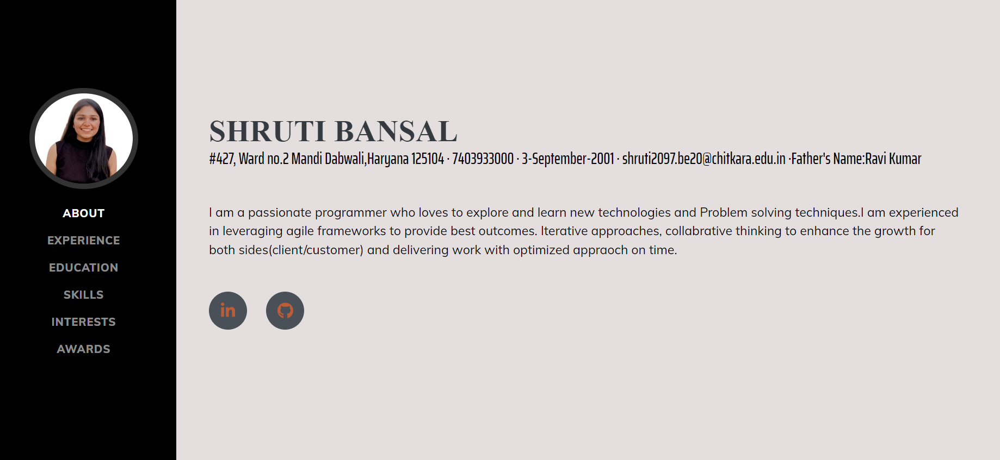 ABOUT
EXPERIENCE
EDUCATION
SKILLS
INTERESTS
AWARDS
SHRUTI BANSAL
#427, Ward no.2 Mandi Dabwali,Haryana 125104 · 7403933000 · 3-September-2001 · shruti2097.be20@chitkara.edu.in ·Father's Name:Ravi Kumar
I am a passionate programmer who loves to explore and learn new technologies and Problem solving techniques.I am experienced
in leveraging agile frameworks to provide best outcomes. Iterative approaches, collabrative thinking to enhance the growth for
both sides(client/customer) and delivering work with optimized appraoch on time.
in